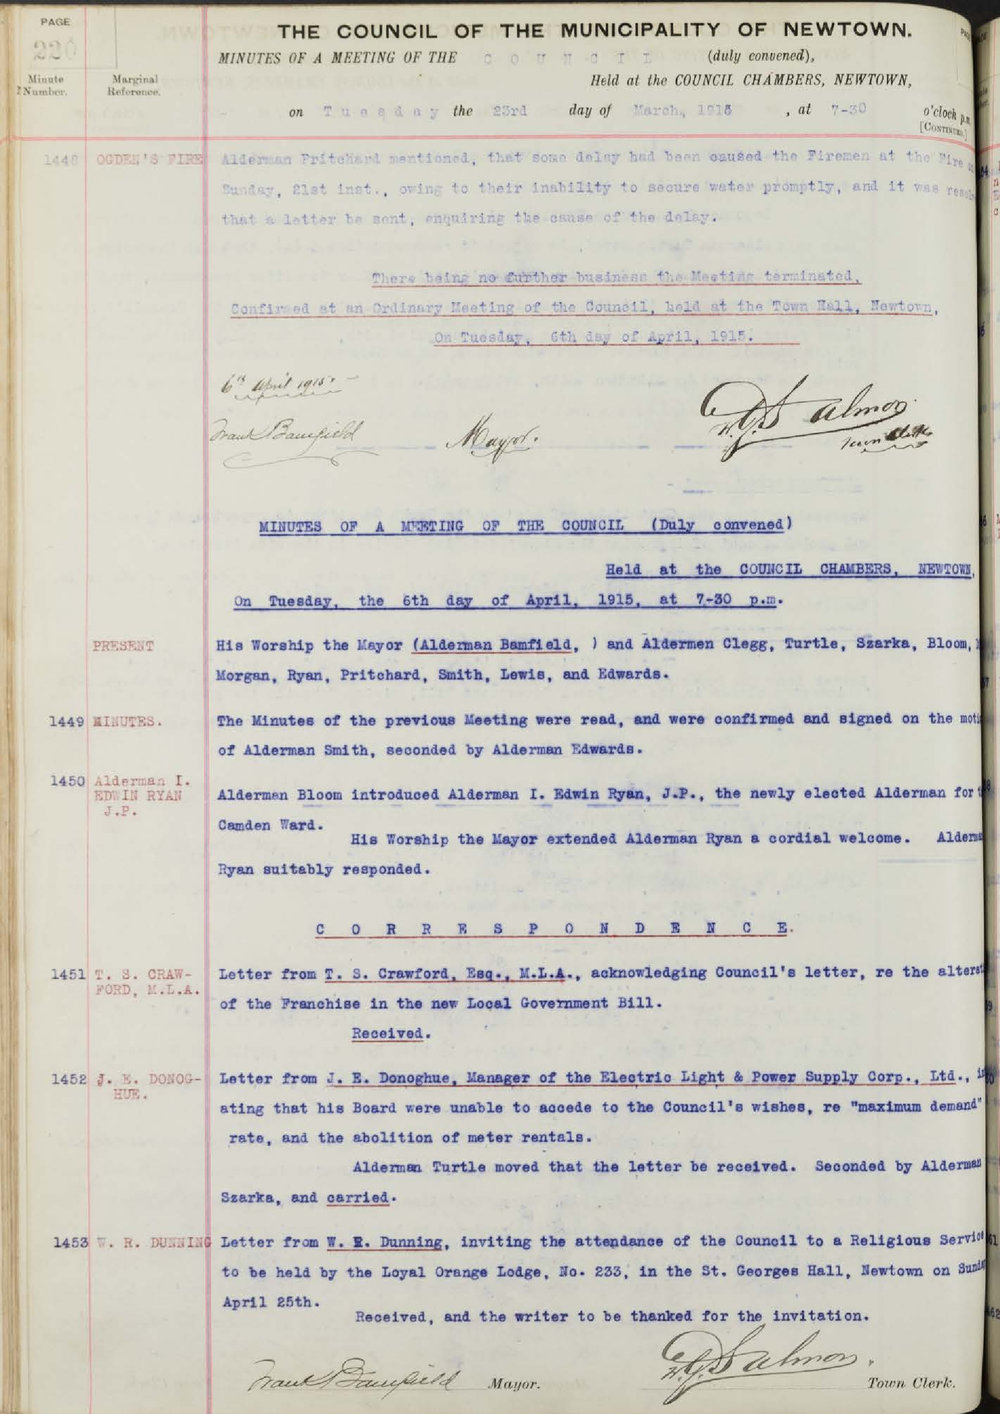 PAGE
220
THE COUNCIL OF THE MUNICIPALITY OF NEWTOWN.
MINUTES OF A MEETING OF THE C O U N C I L (duly convened),
Minute Number.
Marginal Reference.
Held at the COUNCIL CHAMBERS, NEWTOWN,
on Tuesday the 23rd day of March, 1915, at 7-30 o'clock p.m.
[CONTINUED.]
1448 OGDEN'S FIRE Alderman Pritchard mentioned, that some delay had been caused the Firemen at the Fire
Sunday, 21st inst., owing to their inability to secure water promptly, and it was
that a letter be sent, enquiring the cause of the delay.
There being no further business the Meeting terminated,
Confirmed at an Ordinary Meeting of the Council, held at the Town Hall, Newtown,
On Tuesday, 6th day of April, 1915.
6th April 1915.
Frank Bamfield Mayor.
Salmon
Town Clerk
MINUTES OF A MEETING OF THE COUNCIL (Duly convened)
Held at the COUNCIL CHAMBERS, NEWTOWN,
On Tuesday, the 6th day of April, 1915, at 7-30 p.m.
PRESENT His Worship the Mayor (Alderman Bamfield, ) and Aldermen Clegg, Turtle, Szarka, Bloom,
Morgan, Ryan, Pritchard, Smith, Lewis, and Edwards.
1449 MINUTES. The Minutes of the previous Meeting were read, and were confirmed and signed on the moti
of Alderman Smith, seconded by Alderman Edwards.
1450 Alderman I.
EDWIN RYAN
J.P.
Alderman Bloom introduced Alderman I. Edwin Ryan, J.P., the newly elected Alderman for
Camden Ward.
His Worship the Mayor extended Alderman Ryan a cordial welcome. Alderma
Ryan suitably responded.
C O R R E S P O N D E N C E.
1451 T. S. CRAW-
FORD, M.L.A.
Letter from T. S. Crawford, Esq., M.L.A., acknowledging Council's letter, re the alterat
of the Franchise in the new Local Government Bill.
Received.
1452 J. E. DONOG-
HUE.
Letter from J. E. Donoghue, Manager of the Electric Light & Power Supply Corp., Ltd.,
ating that his Board were unable to accede to the Council's wishes, re "maximum demand"
rate, and the abolition of meter rentals.
Alderman Turtle moved that the letter be received. Seconded by Alderman
Szarka, and carried.
1453 W. R. DUNNING Letter from W. R. Dunning, inviting the attendance of the Council to a Religious Service
to be held by the Loyal Orange Lodge, No. 233, in the St. Georges Hall, Newtown on Sunday
April 25th.
Received, and the writer to be thanked for the invitation.
Frank Bamfield Mayor.
Salmon Town Clerk.